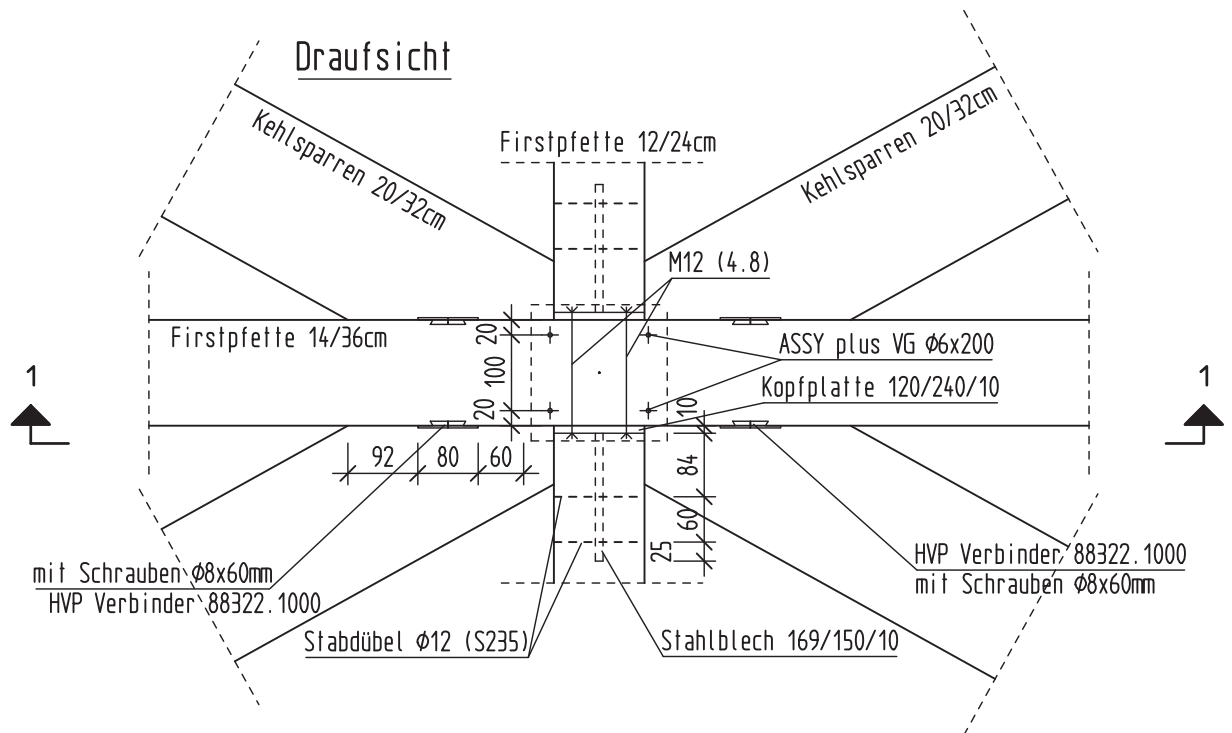 Draufsicht
Kehlsparren 20/32cm
Firstpfette 12/24cm
Kehlsparren 20/32cm
M12 (4.8)
Firstpfette 14/36cm
20
100
20
ASSY plus VG Ø6x200
Kopfplatte 120/240/10
1
1
10
92
80
60
84
60
25
mit Schrauben Ø8x60mm
HVP Verbinder 88322.1000
HVP Verbinder 88322.1000
mit Schrauben Ø8x60mm
Stabdübel Ø12 (S235)
Stahlblech 169/150/10